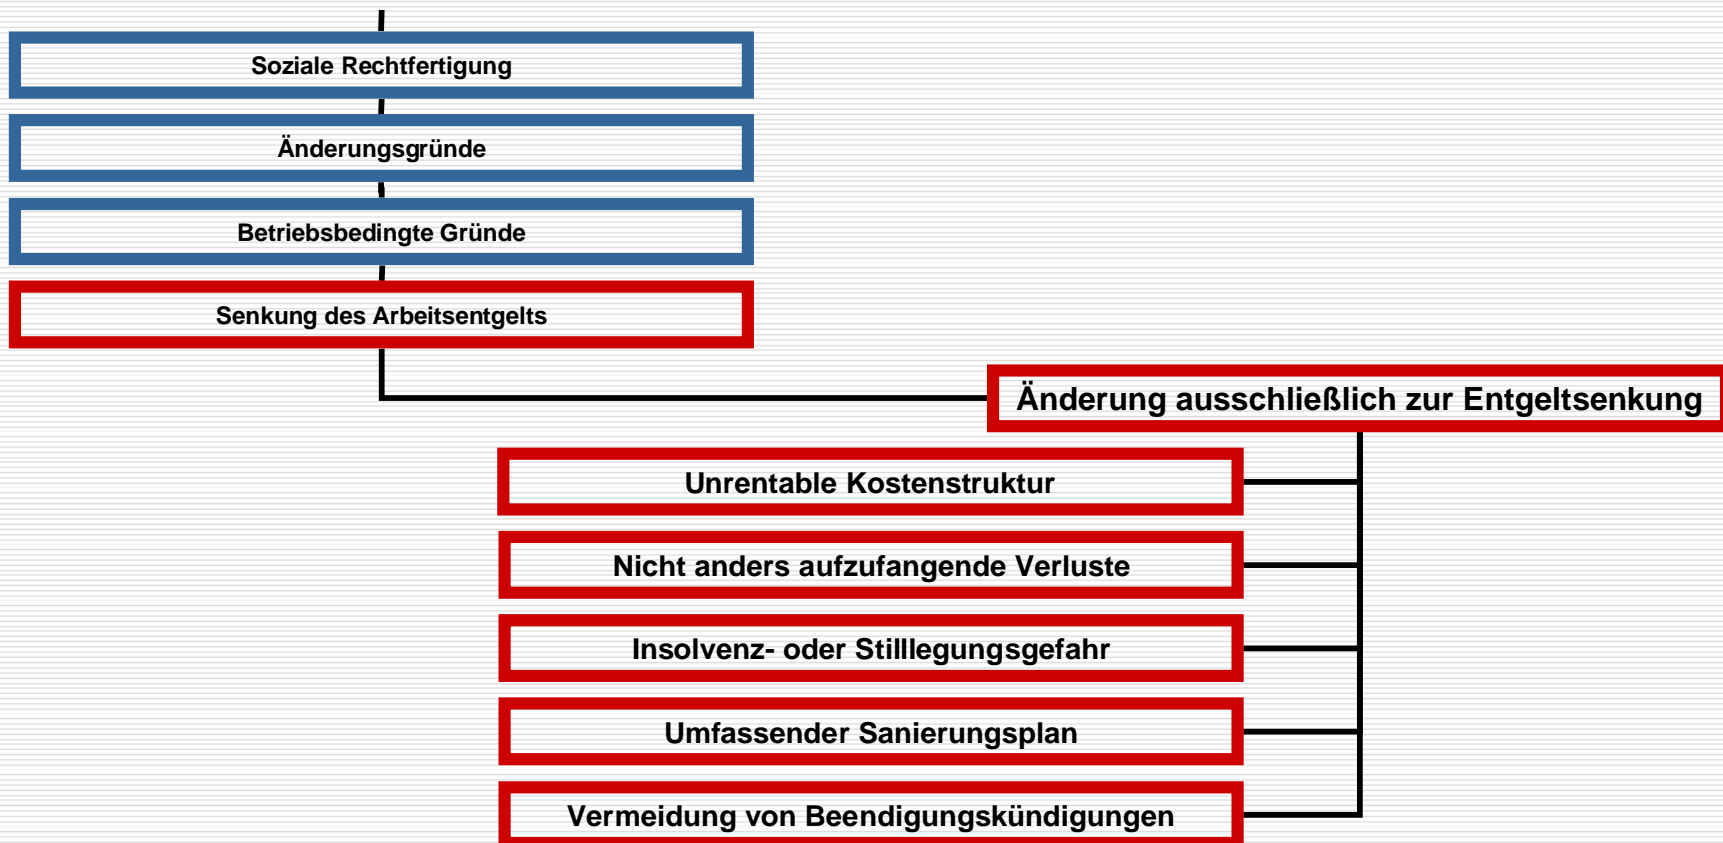 Soziale Rechtfertigung
Änderungsgründe
Betriebsbedingte Gründe
Senkung des Arbeitsentgelts
Änderung ausschließlich zur Entgeltsenkung
Unrentable Kostenstruktur
Nicht anders aufzufangende Verluste
Insolvenz- oder Stilllegungsgefahr
Umfassender Sanierungsplan
Vermeidung von Beendigungskündigungen